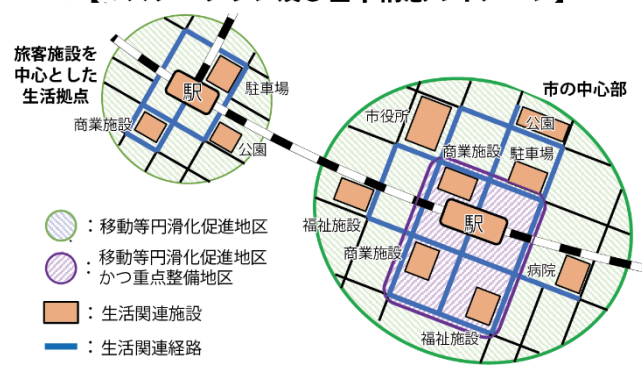 旅客施設を
中心とした
生活拠点
駅
駐車場
商業施設
公園
市の中心部
市役所
公園
商業施設
駐車場
駅
福祉施設
商業施設
病院
福祉施設
：移動等円滑化促進地区
：移動等円滑化促進地区
かつ重点整備地区
：生活関連施設
：生活関連経路